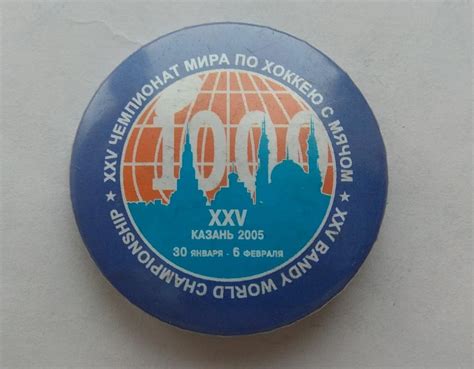 ★ XXV ЧЕМПИОНАТ МИРА ПО ХОККЕЮ С МЯЧОМ ★
XXV BANDY WORLD CHAMPIONSHIP
1000
XXV
КАЗАНЬ 2005
30 ЯНВАРЯ - 6 ФЕВРАЛЯ